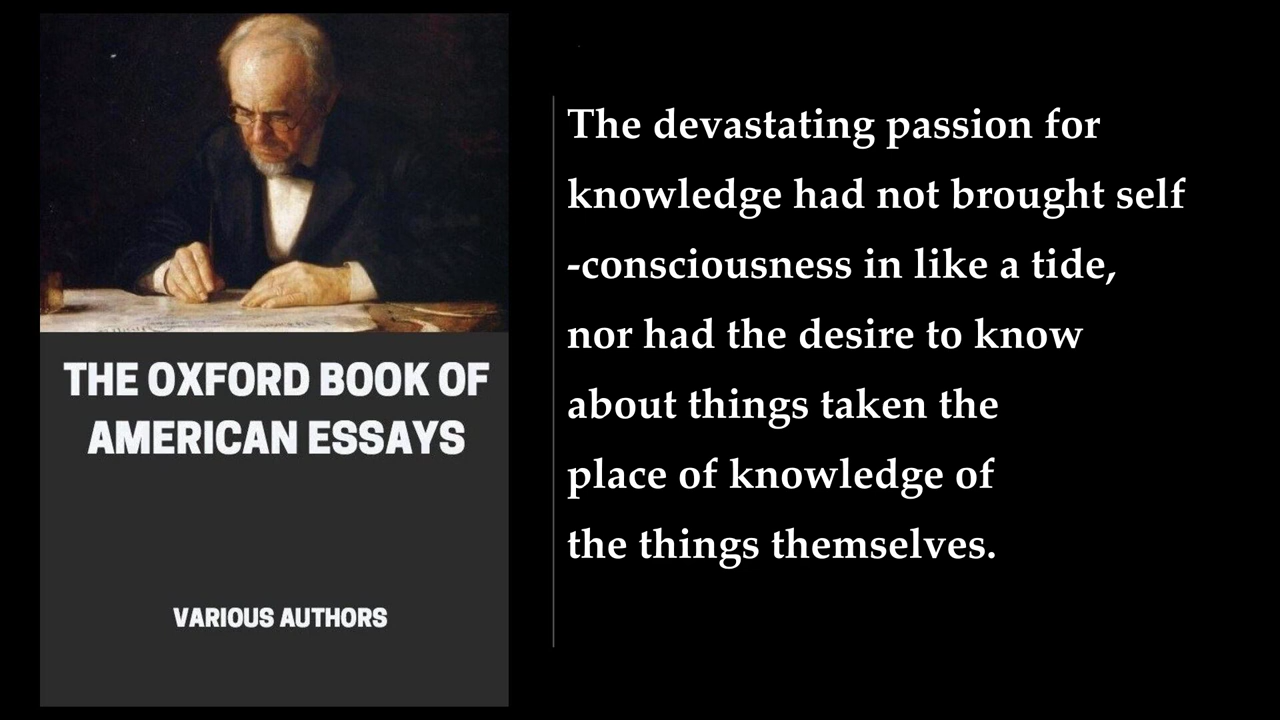 THE OXFORD BOOK OF
AMERICAN ESSAYS
VARIOUS AUTHORS
The devastating passion for
knowledge had not brought self
-consciousness in like a tide,
nor had the desire to know
about things taken the
place of knowledge of
the things themselves.